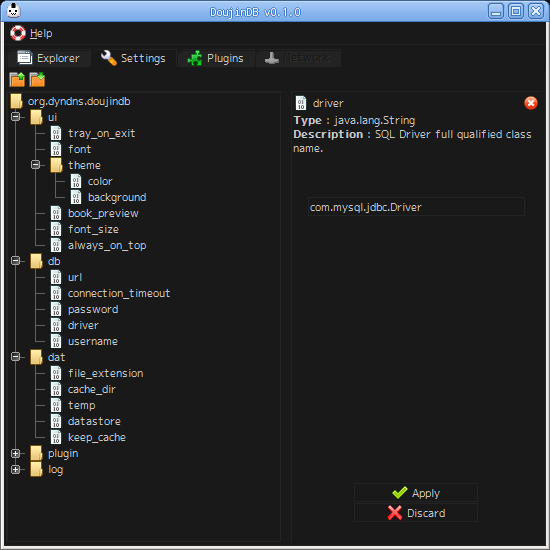 DoujinDB v0.1.0
Help
Explorer
Settings
Plugins
Network
org.dyndns.doujindb
ui
tray_on_exit
font
theme
color
background
book_preview
font_size
always_on_top
db
url
connection_timeout
password
driver
username
dat
file_extension
cache_dir
temp
datastore
keep_cache
plugin
log
driver
Type : java.lang.String
Description : SQL Driver full qualified class
name.
com.mysql.jdbc.Driver
Apply
Discard